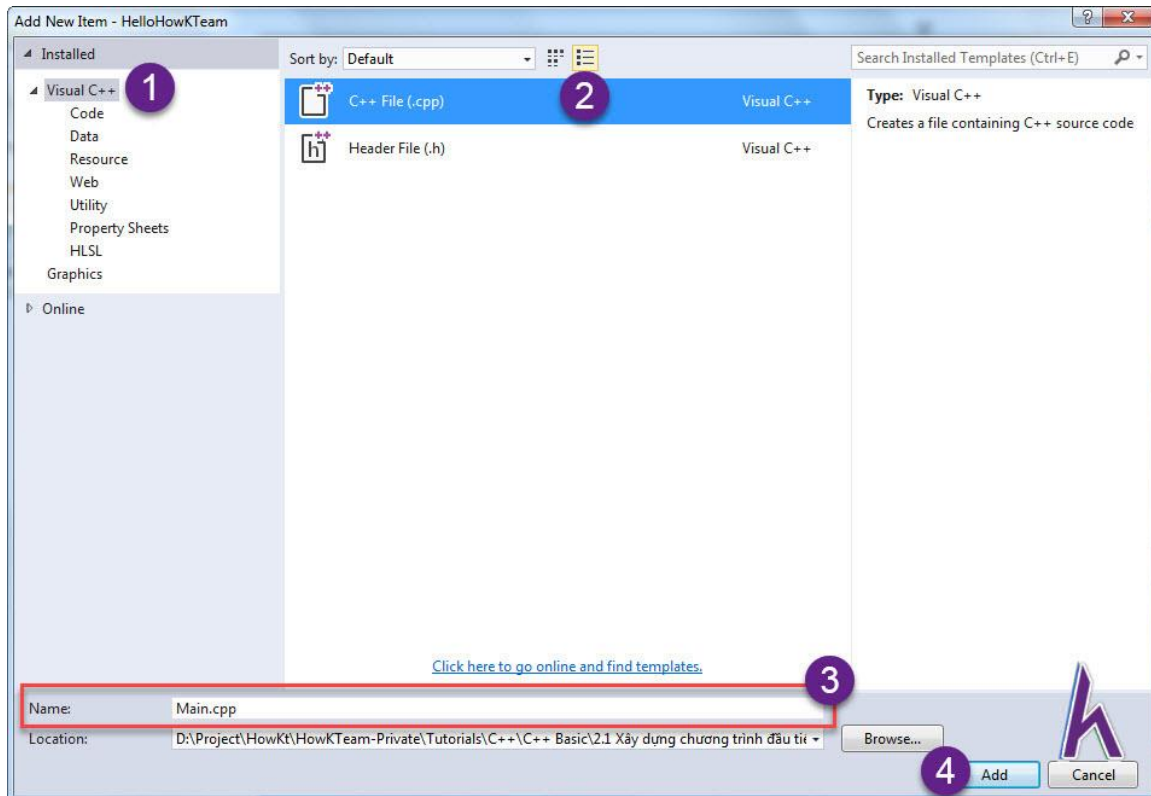 Add New Item - HelloHowKTeam
Installed
Visual C++
1
Code
Data
Resource
Web
Utility
Property Sheets
HLSL
Graphics
Online
Sort by: Default
C++ File (.cpp)
2
Visual C++
Header File (.h)
Visual C++
Click here to go online and find templates.
Search Installed Templates (Ctrl+E)
Type: Visual C++
Creates a file containing C++ source code
3
Name: Main.cpp
Location: D:\Project\HowKt\HowKTeam-Private\Tutorials\C++\C++ Basic\2.1 Xây dựng chương trình đầu
Browse...
4
Add
Cancel